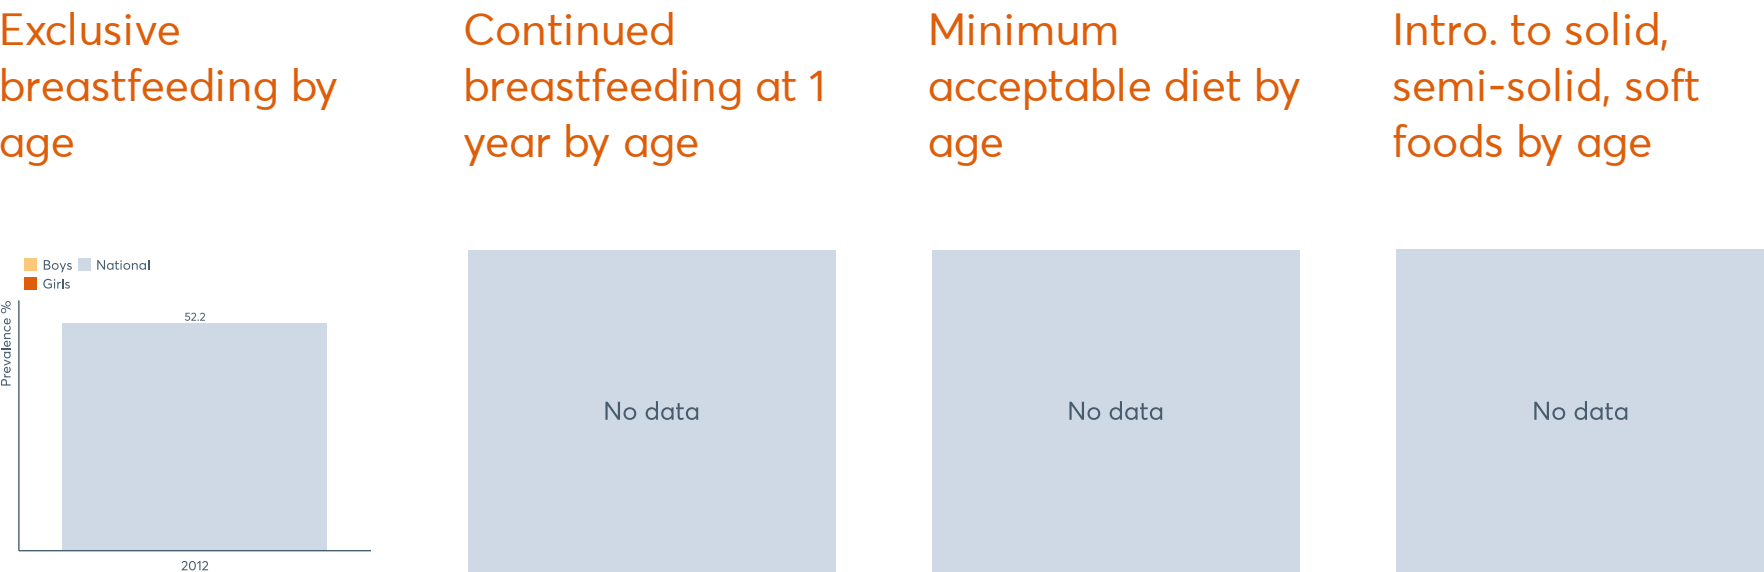 Exclusive
breastfeeding by
age
Continued
breastfeeding at 1
year by age
Minimum
acceptable diet by
age
Intro. to solid,
semi-solid, soft
foods by age
Boys National
Girls
Prevalence %
52.2
2012
No data
No data
No data